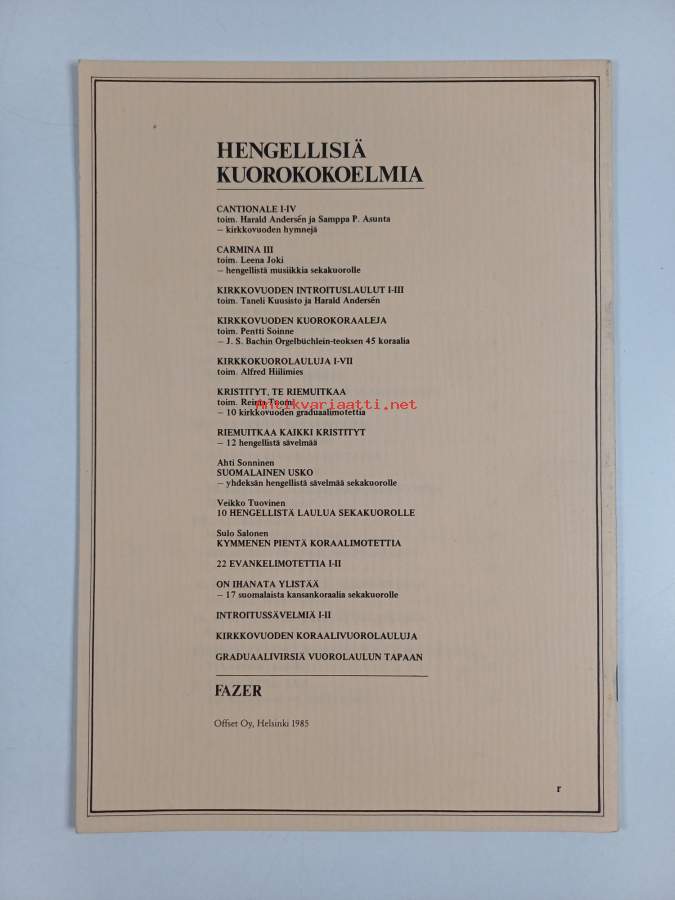 HENGELLISIÄ
KUOROKOKOELMIA
CANTIONALE I-IV
toim. Harald Andersén ja Samppa P. Asunta
– kirkkovuoden hymnejä
CARMINA III
toim. Leena Joki
– hengellistä musiikkia sekakuorolle
KIRKKOVUODEN INTROITUSLAULUT I-III
toim. Taneli Kuusisto ja Harald Andersén
KIRKKOVUODEN KUOROKORAALEJA
toim. Pentti Soinne
– J. S. Bachin Orgelbüchlein-teoksen 45 koraalia
KIRKKOKUOROLAULUJA I-VII
toim. Alfred Hiilimies
KRISTITYT, TE RIEMUITKAA
toim. Reima Tuomi
Antikvariaatti.net
– 10 kirkkovuoden graduaalimotettia
RIEMUITKAA KAIKKI KRISTITYT
– 12 hengellistä sävelmää
Ahti Sonninen
SUOMALAINEN USKO
– yhdeksän hengellistä sävelmää sekakuorolle
Veikko Tuovinen
10 HENGELLISTÄ LAULUA SEKAKUOROLLE
Sulo Salonen
KYMMENEN PIENTÄ KORAALIMOTETTIA
22 EVANKELIMOTETTIA I-II
ON IHANATA YLISTÄÄ
– 17 suomalaista kansankoraalia sekakuorolle
INTROITUSSÄVELMIÄ I-II
KIRKKOVUODEN KORAALIVUOROLAULUJA
GRADUAALIVIRSIÄ VUOROLAULUN TAPAAN
FAZER
Offset Oy, Helsinki 1985
r